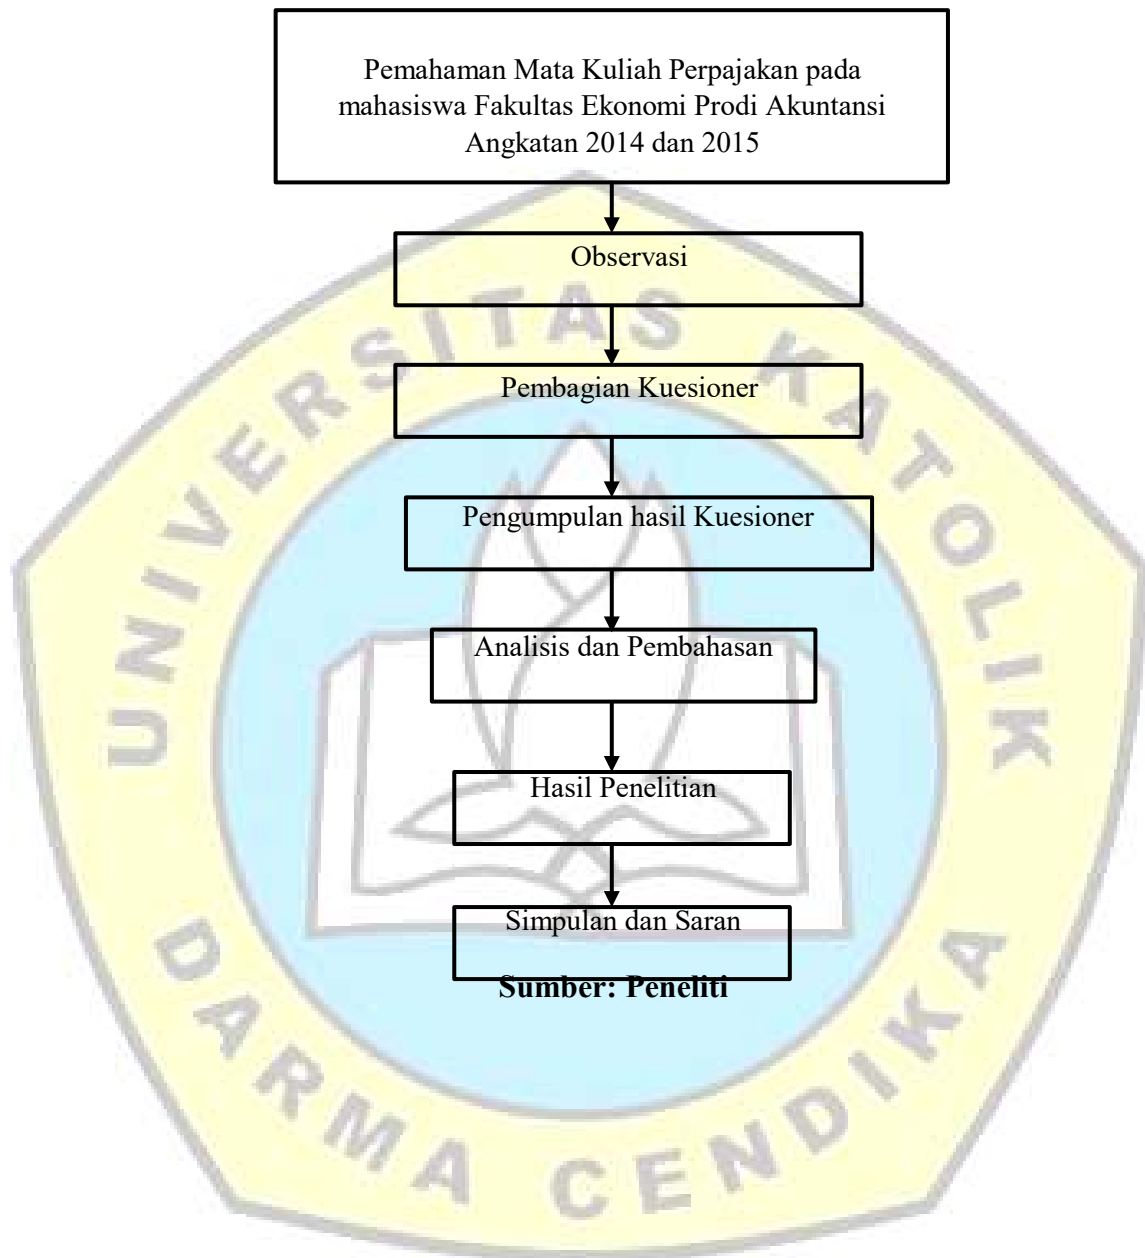 Pemahaman Mata Kuliah Perpajakan pada
mahasiswa Fakultas Ekonomi Prodi Akuntansi
Angkatan 2014 dan 2015
Observasi
Pembagian Kuesioner
Pengumpulan hasil Kuesioner
Analisis dan Pembahasan
Hasil Penelitian
Simpulan dan Saran
Sumber: Peneliti
UNIVERSITAS KATOLIK
DARMA CENDIKA